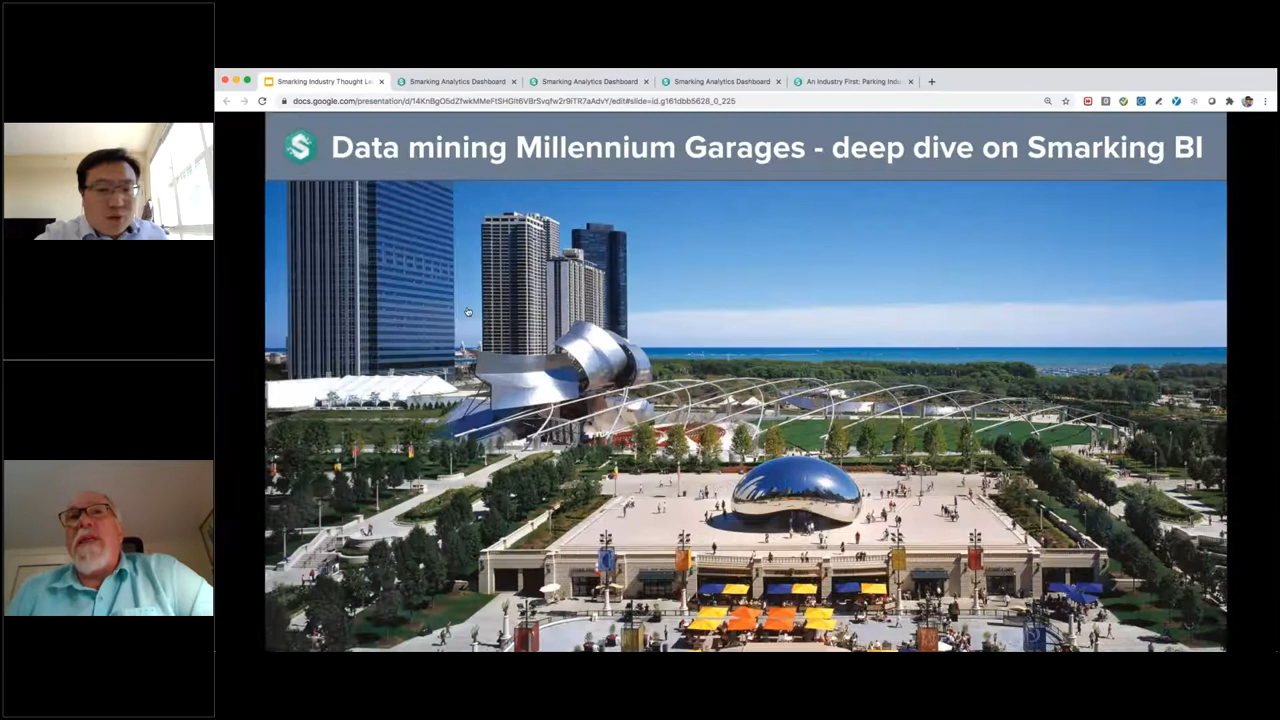 Smarking Industry Thought Le
Smarking Analytics Dashboard
Smarking Analytics Dashboard
Smarking Analytics Dashboard
An Industry First: Parking Indu
docs.google.com/presentation/d/14KnBgO5dZfwkMMeFtSHGlt6VBrSvqfw2r9iTR7aAdvY/edit#slide=id.g161dbb5628_0_225
S Data mining Millennium Garages - deep dive on Smarking BI